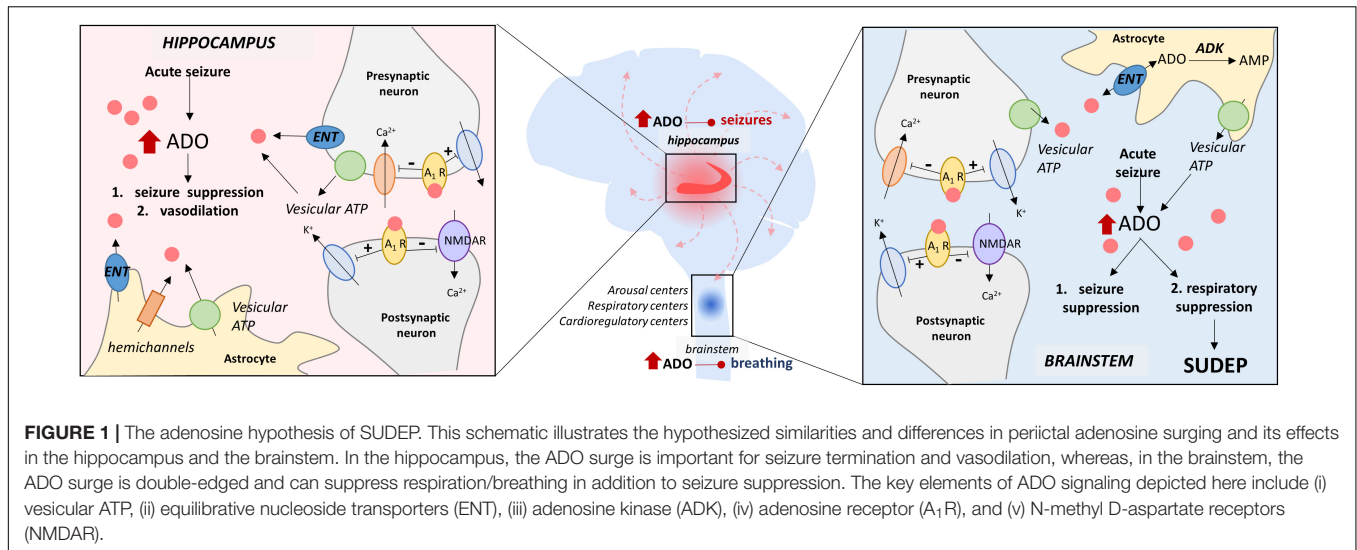 HIPPOCAMPUS
Acute seizure
ADO
1. seizure suppression
2. vasodilation
Presynaptic
neuron
ENT
Ca2+
-
+
A1 R
Vesicular ATP
K+
A1 R
+
-
NMDAR
Ca2+
Postsynaptic
neuron
ENT
Vesicular
ATP
hemichannels
Astrocyte
ADO
seizures
hippocampus
Arousal centers
Respiratory centers
Cardioregulatory centers
brainstem
ADO
breathing
Presynaptic
neuron
Ca2+
-
+
A1 R
K+
Vesicular
ATP
Astrocyte
ENT
ADO
ADK
AMP
Vesicular
ATP
Acute
seizure
ADO
1. seizure
suppression
2. respiratory
suppression
SUDEP
K+
A1 R
+
-
NMDAR
Ca2+
Postsynaptic
neuron
BRAINSTEM
FIGURE 1 | The adenosine hypothesis of SUDEP. This schematic illustrates the hypothesized similarities and differences in periictal adenosine surging and its effects
in the hippocampus and the brainstem. In the hippocampus, the ADO surge is important for seizure termination and vasodilation, whereas, in the brainstem, the
ADO surge is double-edged and can suppress respiration/breathing in addition to seizure suppression. The key elements of ADO signaling depicted here include (i)
vesicular ATP, (ii) equilibrative nucleoside transporters (ENT), (iii) adenosine kinase (ADK), (iv) adenosine receptor (A1R), and (v) N-methyl D-aspartate receptors
(NMDAR).